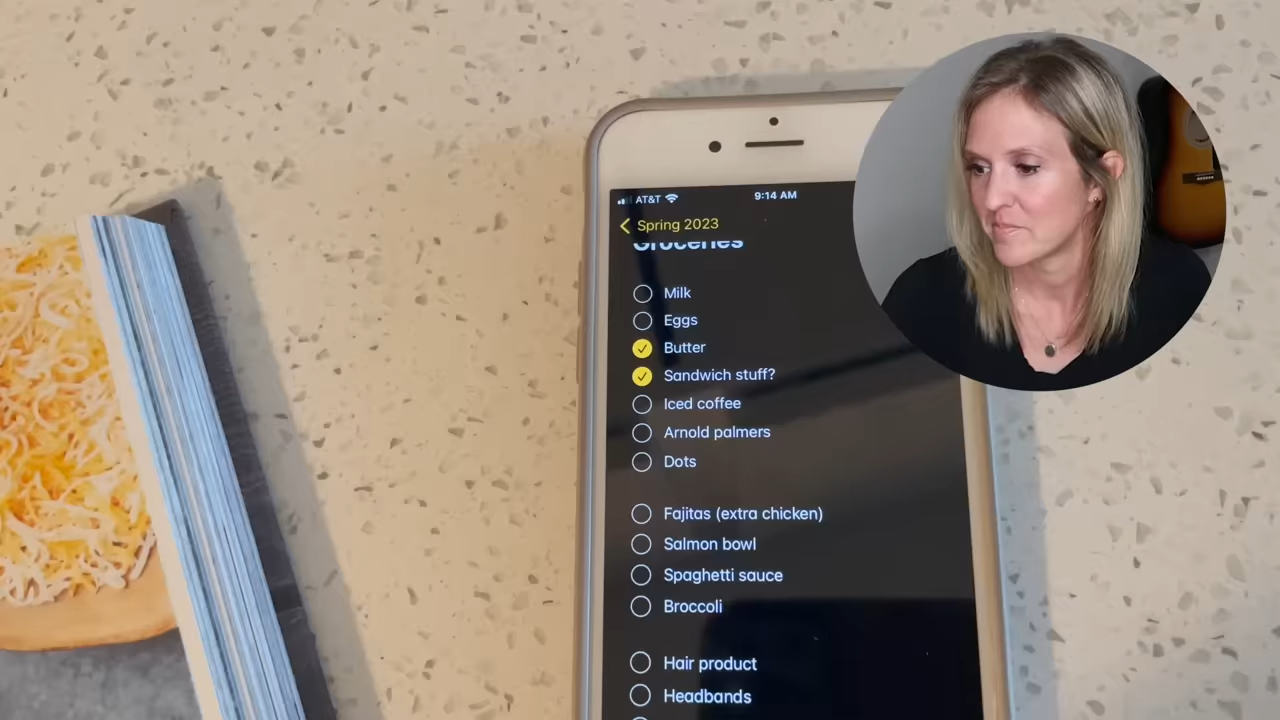 AT&T 9:14 AM
Spring 2023
Groceries
Milk
Eggs
Butter
Sandwich stuff?
Iced coffee
Arnold palmers
Dots
Fajitas (extra chicken)
Salmon bowl
Spaghetti sauce
Broccoli
Hair product
Headbands